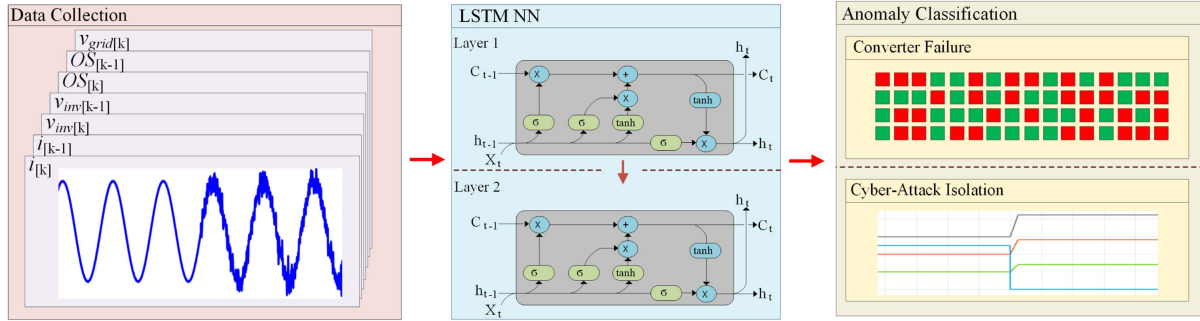 Data Collection
v_grid[k]
OS[k-1]
OS[k]
v_inv[k-1]
v_inv[k]
i[k-1]
i[k]
LSTM NN
Layer 1
h_t
C_t-1
X
+
C_t
X
tanh
σ
σ
tanh
h_t-1
σ
X
h_t
X_t
Layer 2
h_t
C_t-1
X
+
C_t
X
tanh
σ
σ
tanh
h_t-1
σ
X
h_t
X_t
Anomaly Classification
Converter Failure
Cyber-Attack Isolation